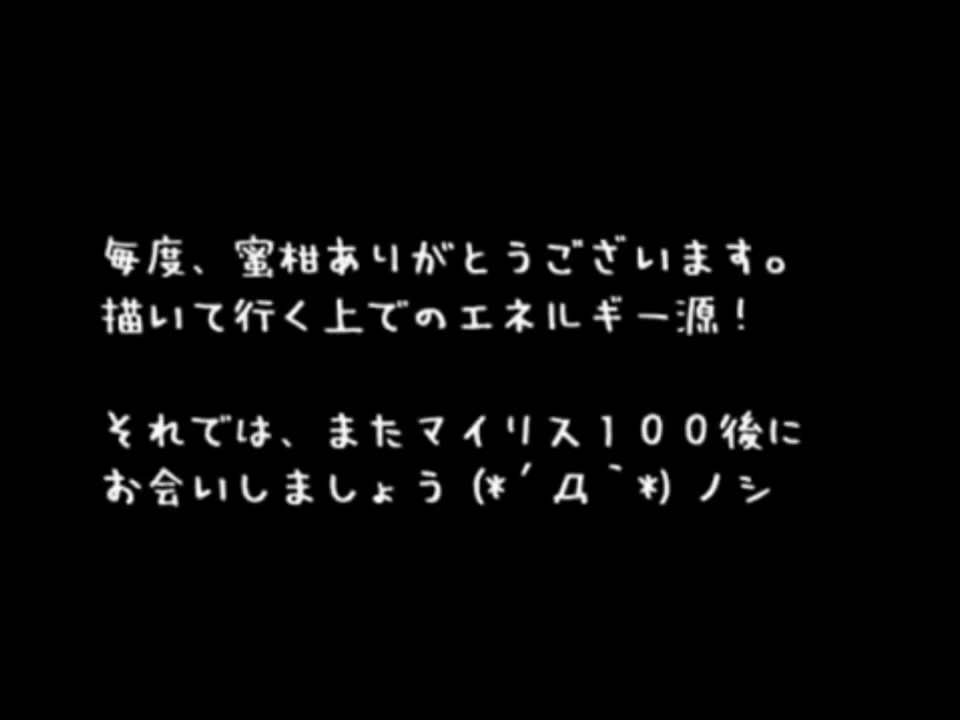 毎度、蜜柑ありがとうございます。
描いて行く上でのエネルギー源！
それでは、またマイリス１００後に
お会いしましょう (*´Д｀*) ノシ